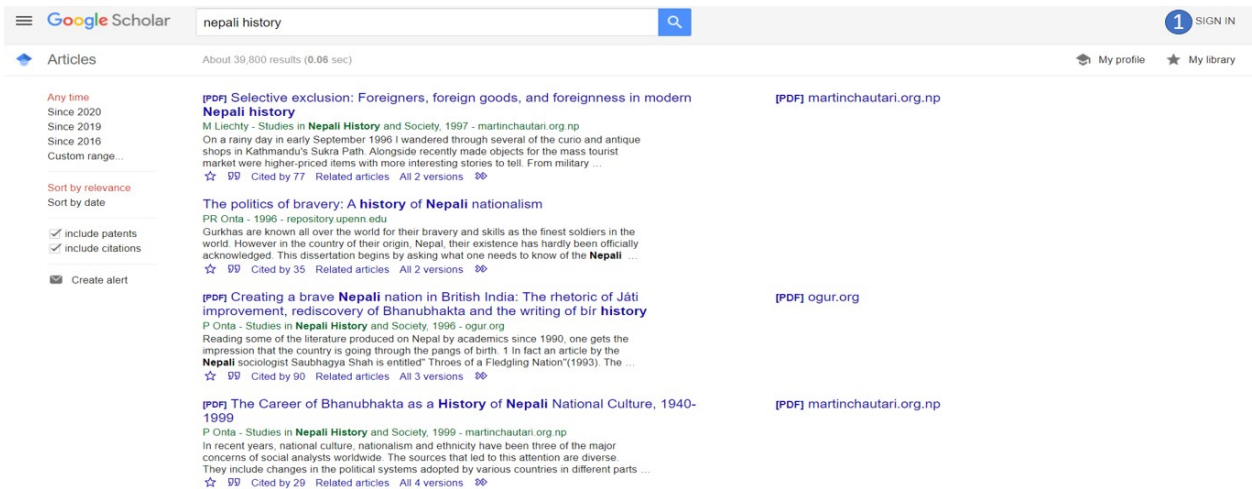 Google Scholar
nepali history
1 SIGN IN
Articles
About 39,800 results (0.06 sec)
My profile
My library
Any time
Since 2020
Since 2019
Since 2016
Custom range...
Sort by relevance
Sort by date
include patents
include citations
Create alert
[PDF] Selective exclusion: Foreigners, foreign goods, and foreignness in modern
Nepali history
M Liechty - Studies in Nepali History and Society, 1997 - martinchautari.org.np
On a rainy day in early September 1996 I wandered through several of the curio and antique
shops in Kathmandu's Sukra Path. Alongside recently made objects for the mass tourist
market were higher-priced items with more interesting stories to tell. From military ...
Cited by 77 Related articles All 2 versions
[PDF] martinchautari.org.np
The politics of bravery: A history of Nepali nationalism
PR Onta - 1996 - repository.upenn.edu
Gurkhas are known all over the world for their bravery and skills as the finest soldiers in the
world. However in the country of their origin, Nepal, their existence has hardly been officially
acknowledged. This dissertation begins by asking what one needs to know of the Nepali ...
Cited by 35 Related articles All 2 versions
[PDF] Creating a brave Nepali nation in British India: The rhetoric of Játi
improvement, rediscovery of Bhanubhakta and the writing of bír history
P Onta - Studies in Nepali History and Society, 1996 - ogur.org
Reading some of the literature produced on Nepal by academics since 1990, one gets the
impression that the country is going through the pangs of birth. 1 In fact an article by the
Nepali sociologist Saubhagya Shah is entitled" Throes of a Fledgling Nation"(1993). The ...
Cited by 90 Related articles All 3 versions
[PDF] ogur.org
[PDF] The Career of Bhanubhakta as a History of Nepali National Culture, 1940-
1999
P Onta - Studies in Nepali History and Society, 1999 - martinchautari.org.np
In recent years, national culture, nationalism and ethnicity have been three of the major
concerns of social analysts worldwide. The sources that led to this attention are diverse.
They include changes in the political systems adopted by various countries in different parts ...
Cited by 29 Related articles All 4 versions
[PDF] martinchautari.org.np